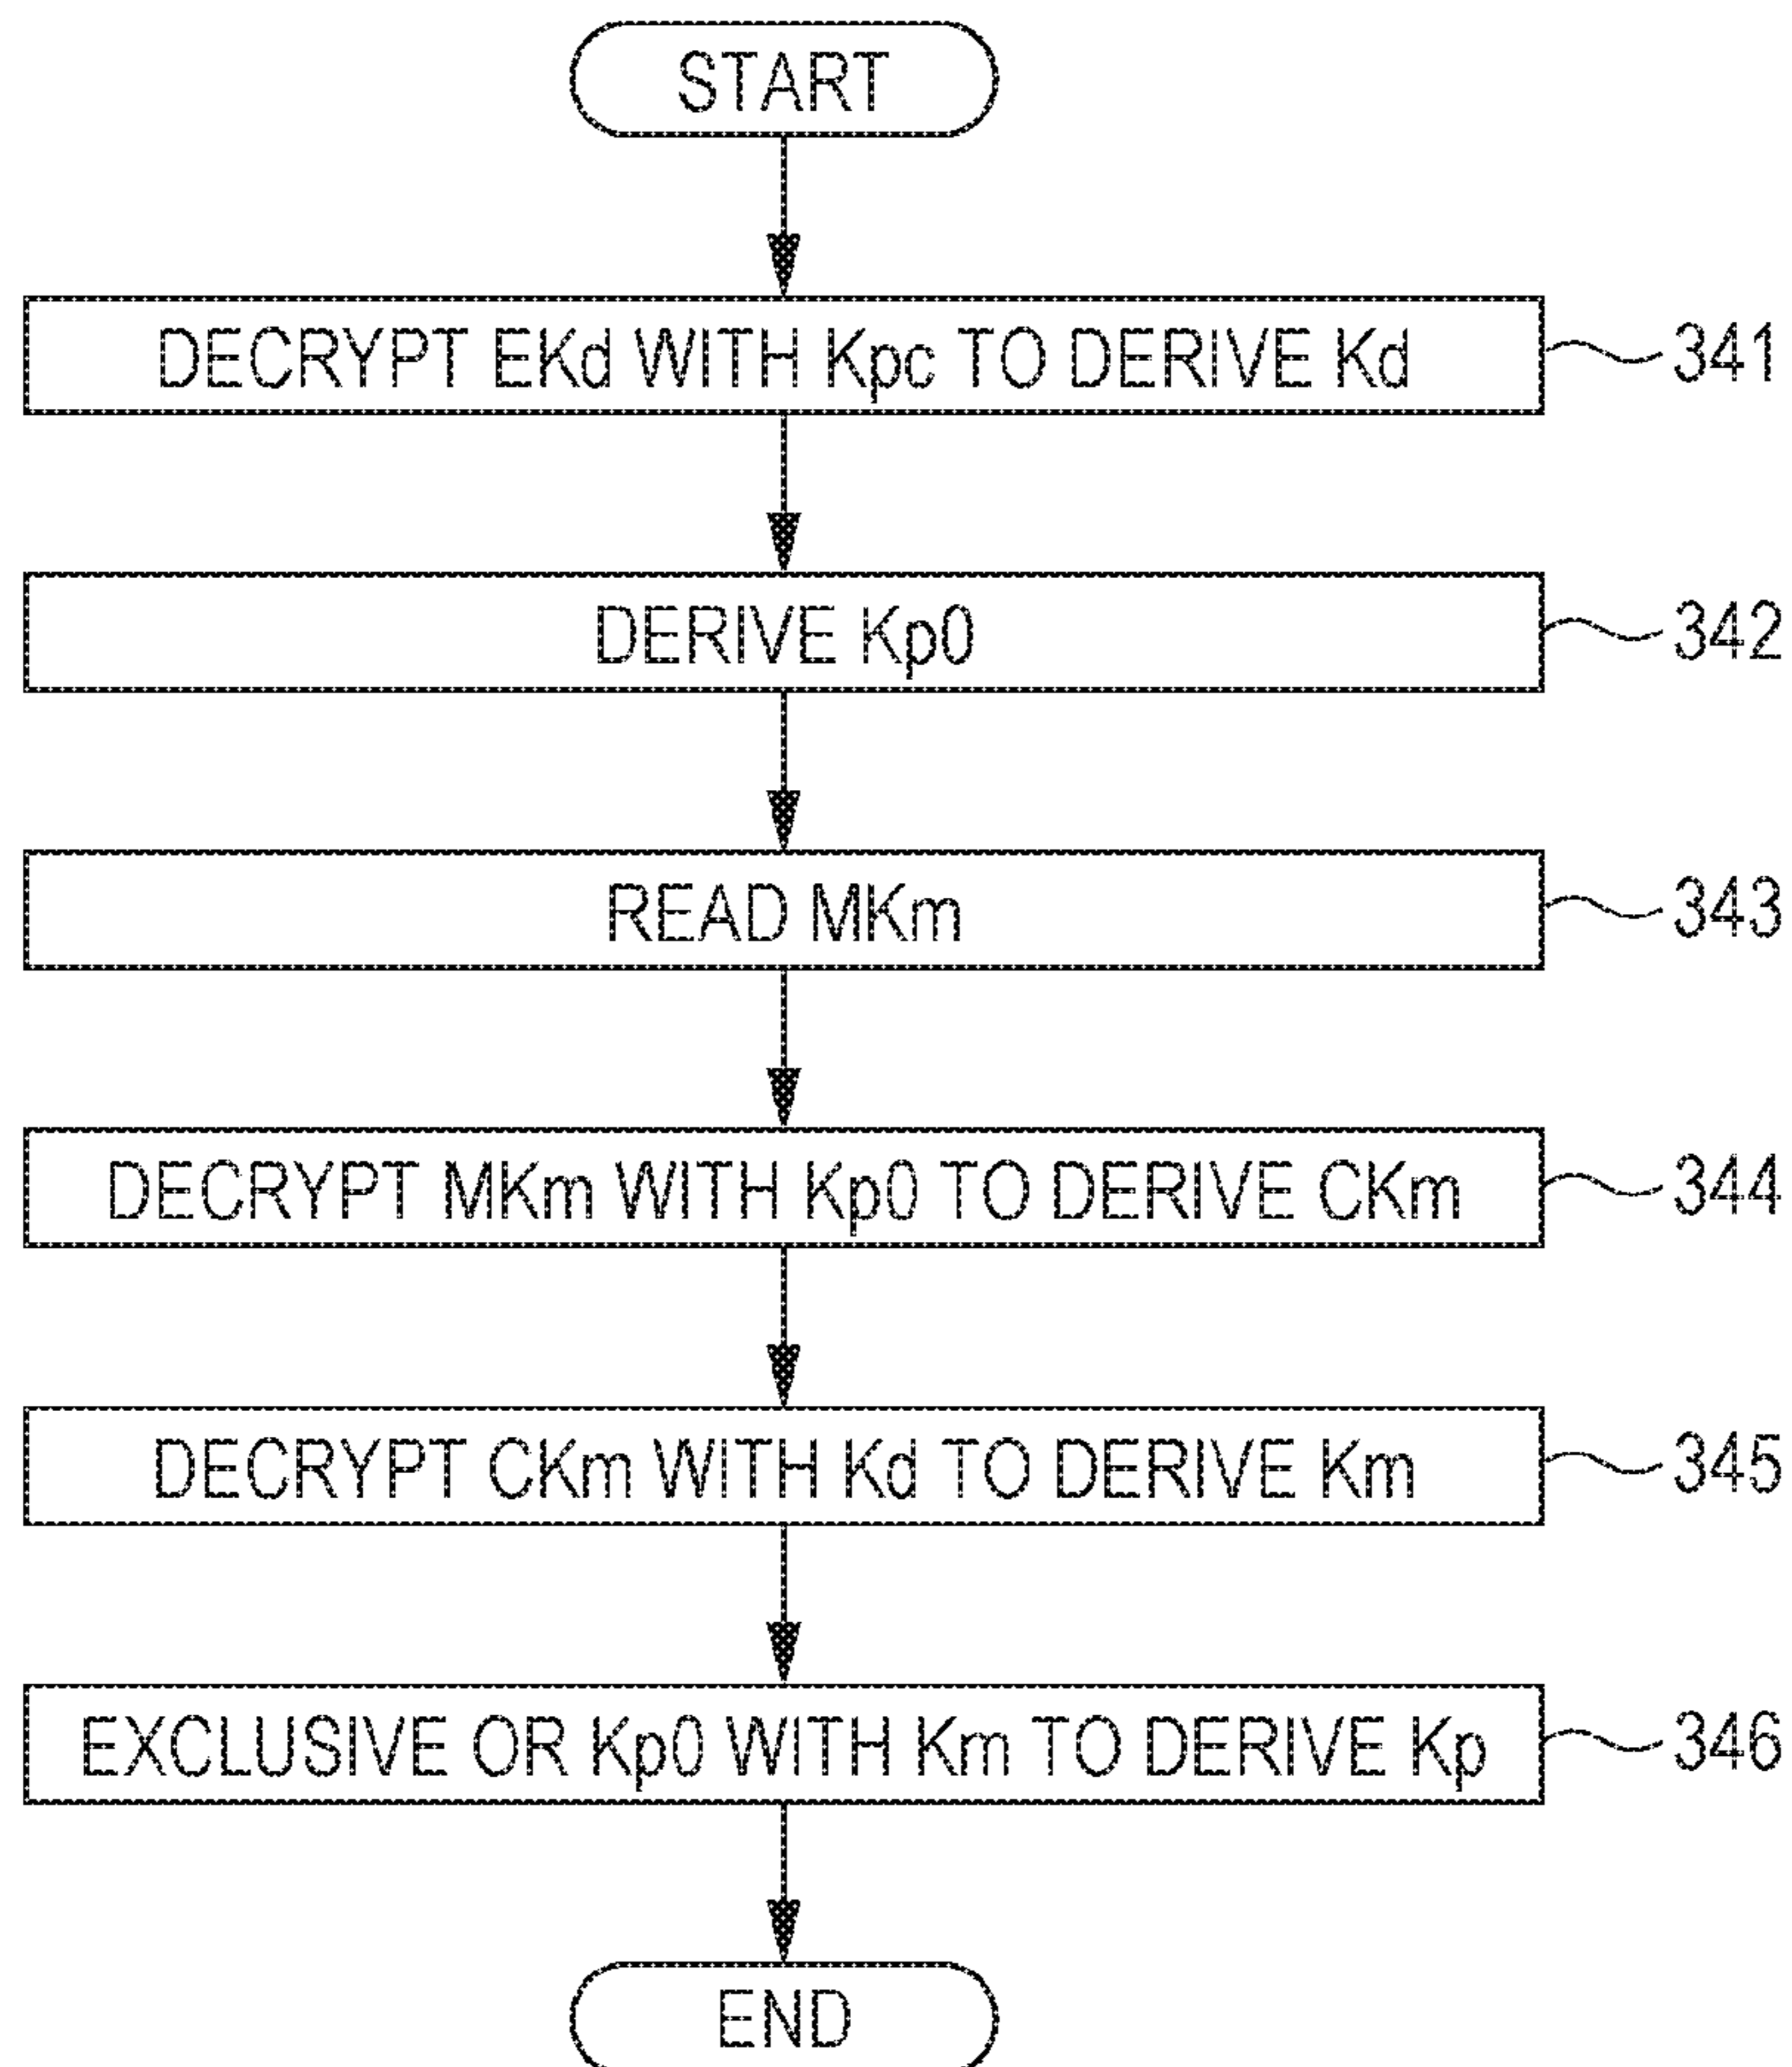 START
DECRYPT EKd WITH Kpc TO DERIVE Kd
341
DERIVE Kp0
342
READ MKm
343
DECRYPT MKm WITH Kp0 TO DERIVE CKm
344
DECRYPT CKm WITH Kd TO DERIVE Km
345
EXCLUSIVE OR Kp0 WITH Km TO DERIVE Kp
346
END